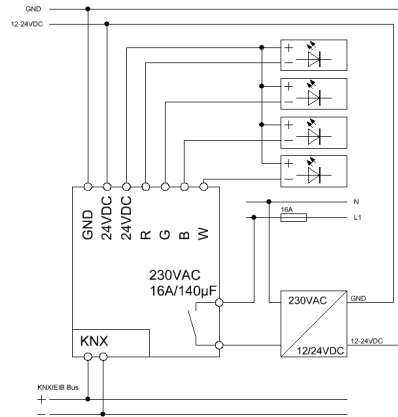 GND
12-24VDC
+
−
+
−
+
−
+
−
GND
24VDC
24VDC
R
G
B
W
N
16A
L1
230VAC
16A/140µF
230VAC
GND
KNX
12-24VDC
12/24VDC
KNX/EIB Bus
+
−